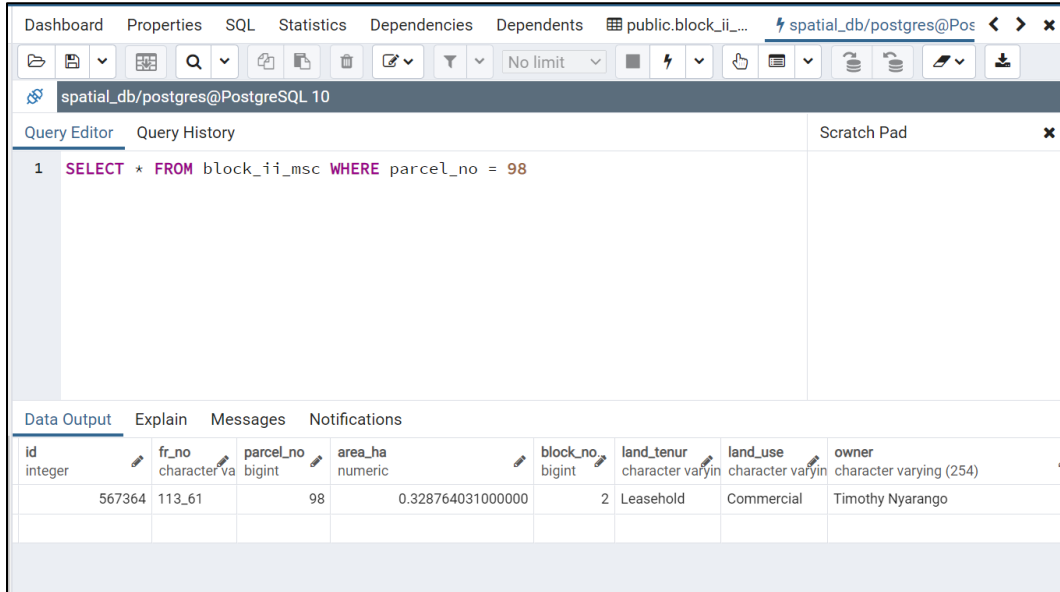 Dashboard Properties SQL Statistics Dependencies Dependents public.block_ii_... spatial_db/postgres@Pos
No limit
spatial_db/postgres@PostgreSQL 10
Query Editor Query History Scratch Pad
1 SELECT * FROM block_ii_msc WHERE parcel_no = 98
Data Output Explain Messages Notifications
id fr_no parcel_no area_ha block_no.. land_tenur land_use owner
integer character va bigint numeric bigint character varyin character varyin character varying (254)
567364 113_61 98 0.328764031000000 2 Leasehold Commercial Timothy Nyarango